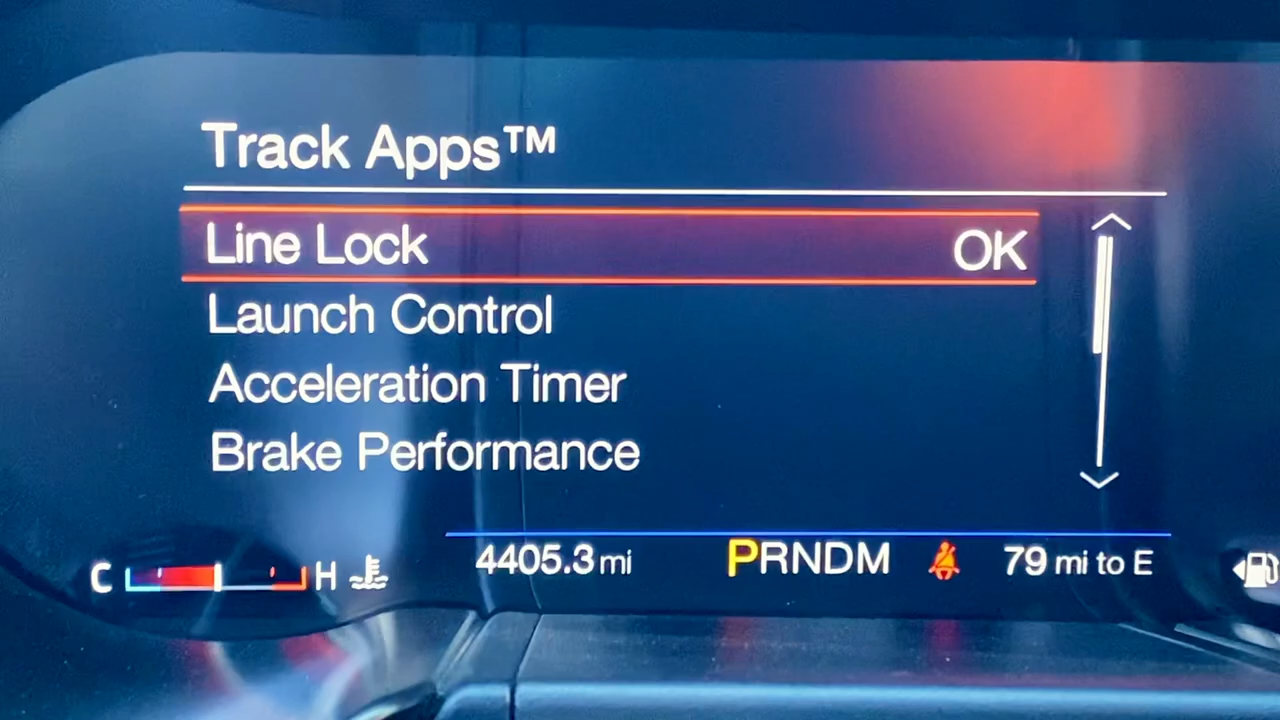 Track Apps™
Line Lock OK
Launch Control
Acceleration Timer
Brake Performance
C H 4405.3 mi PRNDM 79 mi to E